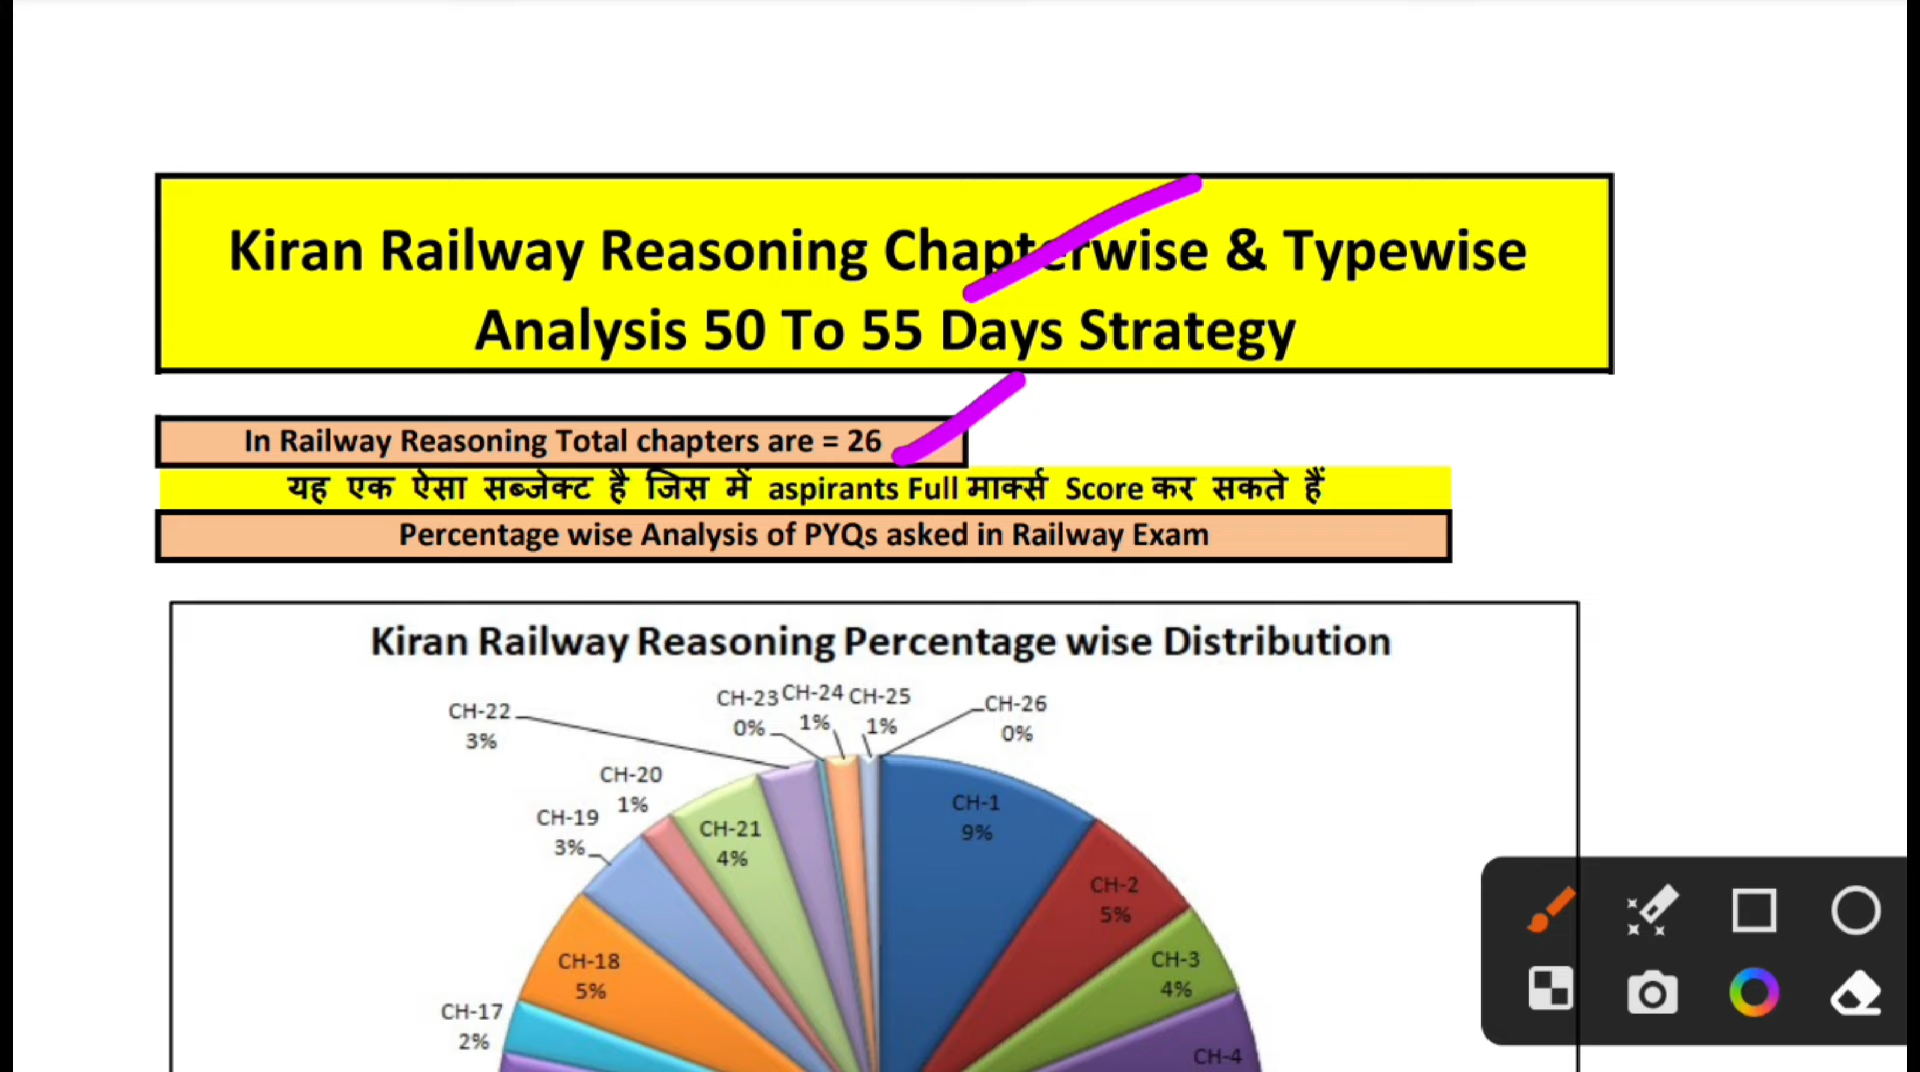 Kiran Railway Reasoning Chapterwise & Typewise
Analysis 50 To 55 Days Strategy
In Railway Reasoning Total chapters are = 26
यह एक ऐसा सब्जेक्ट है जिस में aspirants Full मार्क्स Score कर सकते हैं
Percentage wise Analysis of PYQs asked in Railway Exam
Kiran Railway Reasoning Percentage wise Distribution
CH-22
3%
CH-23
0%
CH-24
1%
CH-25
1%
CH-26
0%
CH-20
1%
CH-19
3%
CH-21
4%
CH-1
9%
CH-2
5%
CH-3
4%
CH-18
5%
CH-17
2%
CH-4